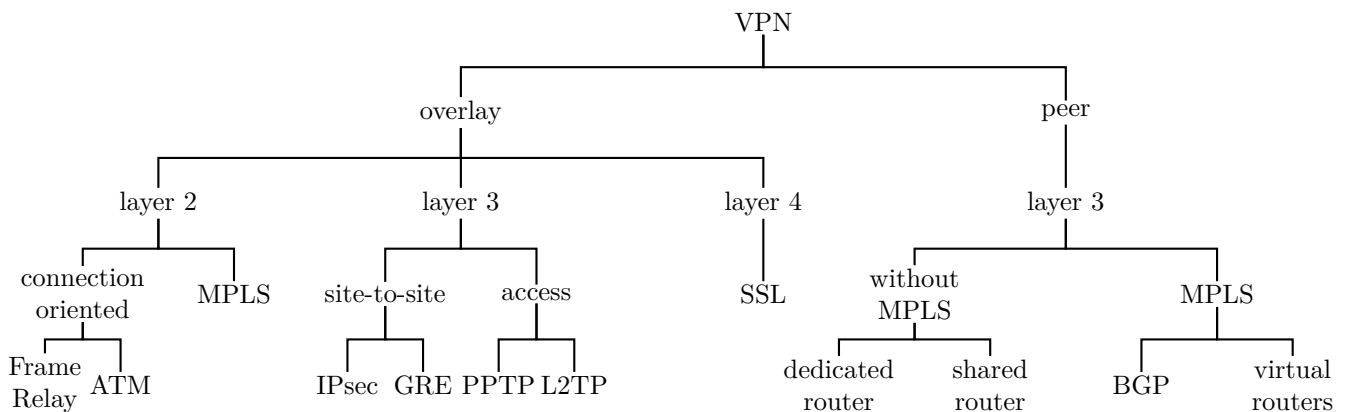 VPN
overlay
peer
layer 2
layer 3
layer 4
layer 3
connection
oriented
MPLS
site-to-site
access
SSL
without
MPLS
MPLS
Frame
Relay
ATM
IPsec
GRE
PPTP
L2TP
dedicated
router
shared
router
BGP
virtual
routers